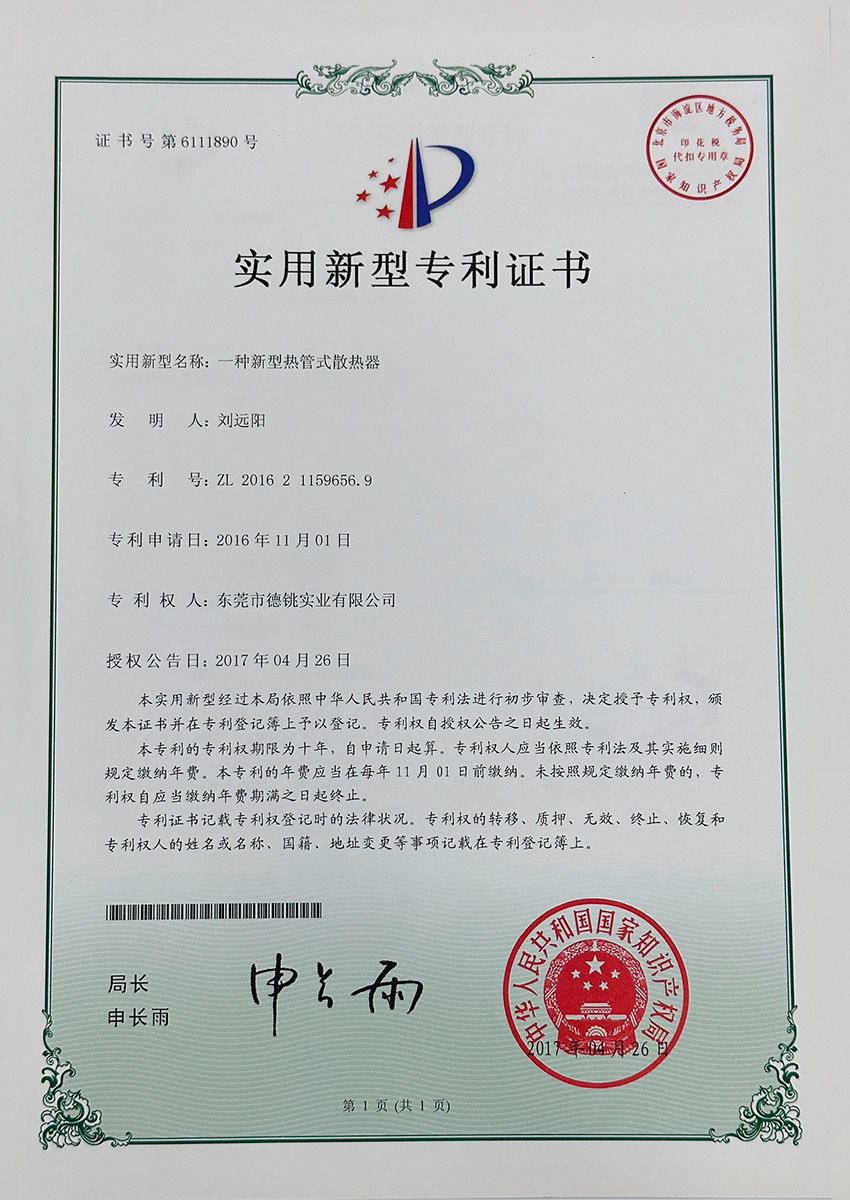 证书号第6111890号
北京市海淀区地方税务局
印花税
代扣专用章
国家知识产权局
实用新型专利证书
实用新型名称：一种新型热管式散热器
发明人：刘远阳
专利号：ZL 2016 2 1159656.9
专利申请日：2016年11月01日
专利权人：东莞市德铫实业有限公司
授权公告日：2017年04月26日
本实用新型经过本局依照中华人民共和国专利法进行初步审查，决定授予专利权，颁
发本证书并在专利登记簿上予以登记。专利权自授权公告之日起生效。
本专利的专利权期限为十年，自申请日起算。专利权人应当依照专利法及其实施细则
规定缴纳年费。本专利的年费应当在每年11月01日前缴纳。未按照规定缴纳年费的，专
利权自应当缴纳年费期满之日起终止。
专利证书记载专利权登记时的法律状况。专利权的转移、质押、无效、终止、恢复和
专利权人的姓名或名称、国籍、地址变更等事项记载在专利登记簿上。
局长
申长雨
申长雨
中华人民共和国国家知识产权局
2017年04月26日
第1页(共1页)